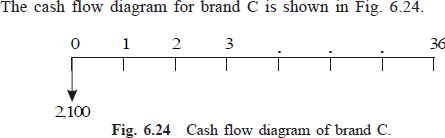 The cash flow diagram for brand C is shown in Fig. 6.24.
0 1 2 3 . . . 36
2,100
Fig. 6.24 Cash flow diagram of brand C.